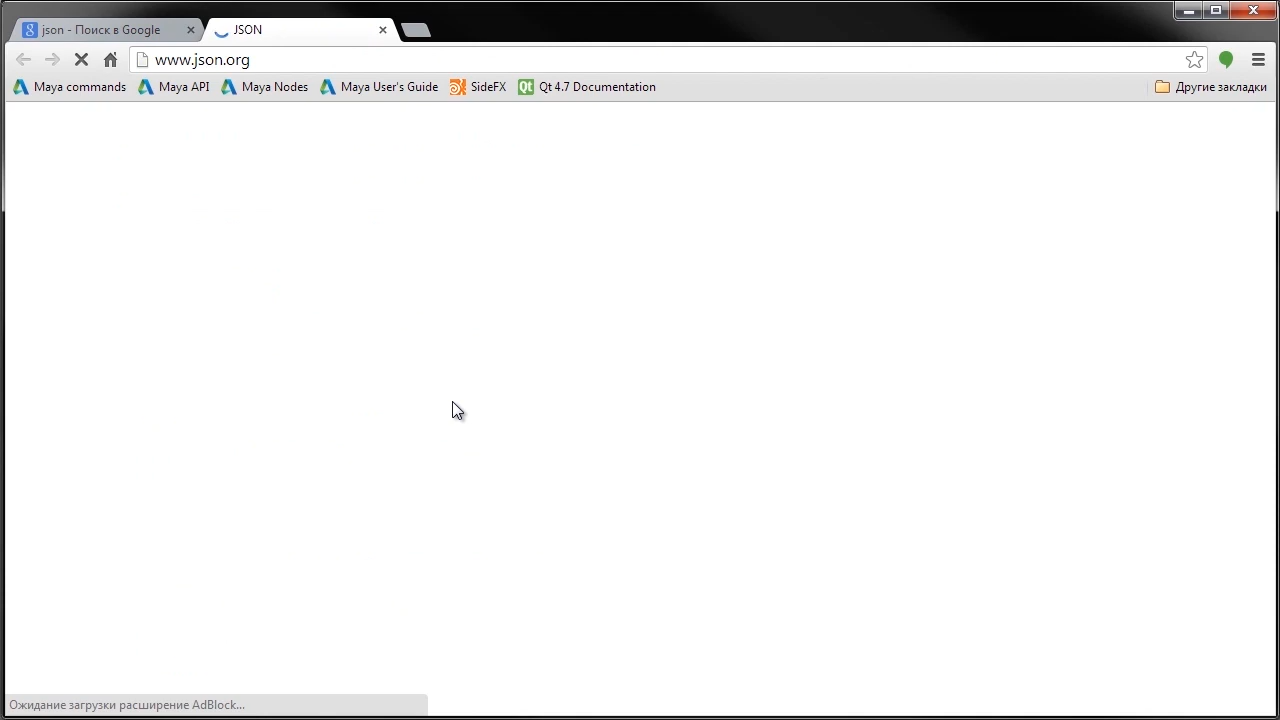 json - Поиск в Google
JSON
www.json.org
Maya commands
Maya API
Maya Nodes
Maya User's Guide
SideFX
Qt 4.7 Documentation
Другие закладки
Ожидание загрузки расширение AdBlock...